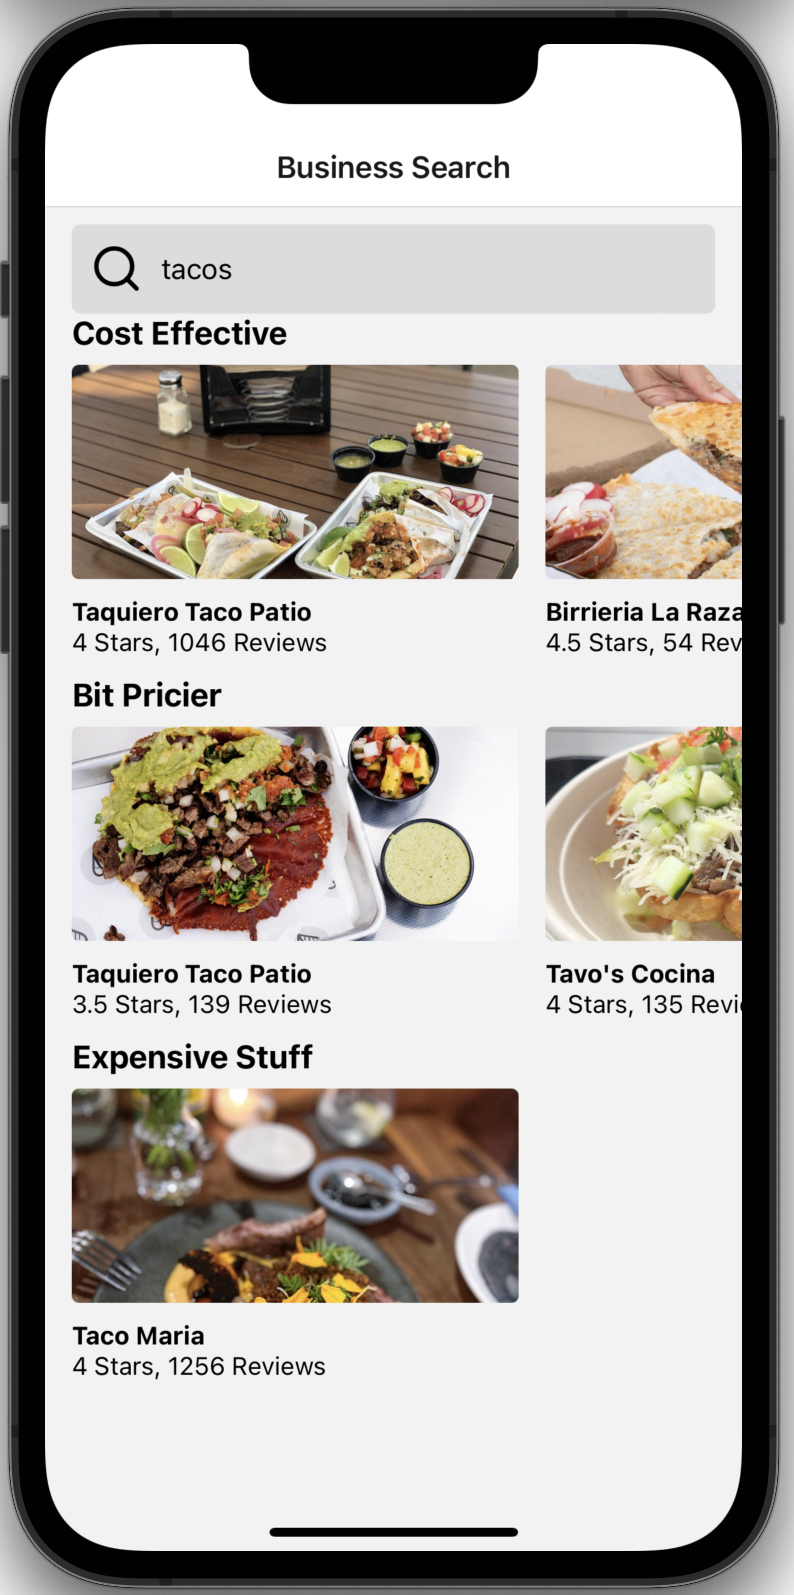 Business Search
tacos
Cost Effective
Taquiero Taco Patio
4 Stars, 1046 Reviews
Birrieria La Raza
4.5 Stars, 54 Rev
Bit Pricier
Taquiero Taco Patio
3.5 Stars, 139 Reviews
Tavo's Cocina
4 Stars, 135 Revi
Expensive Stuff
Taco Maria
4 Stars, 1256 Reviews